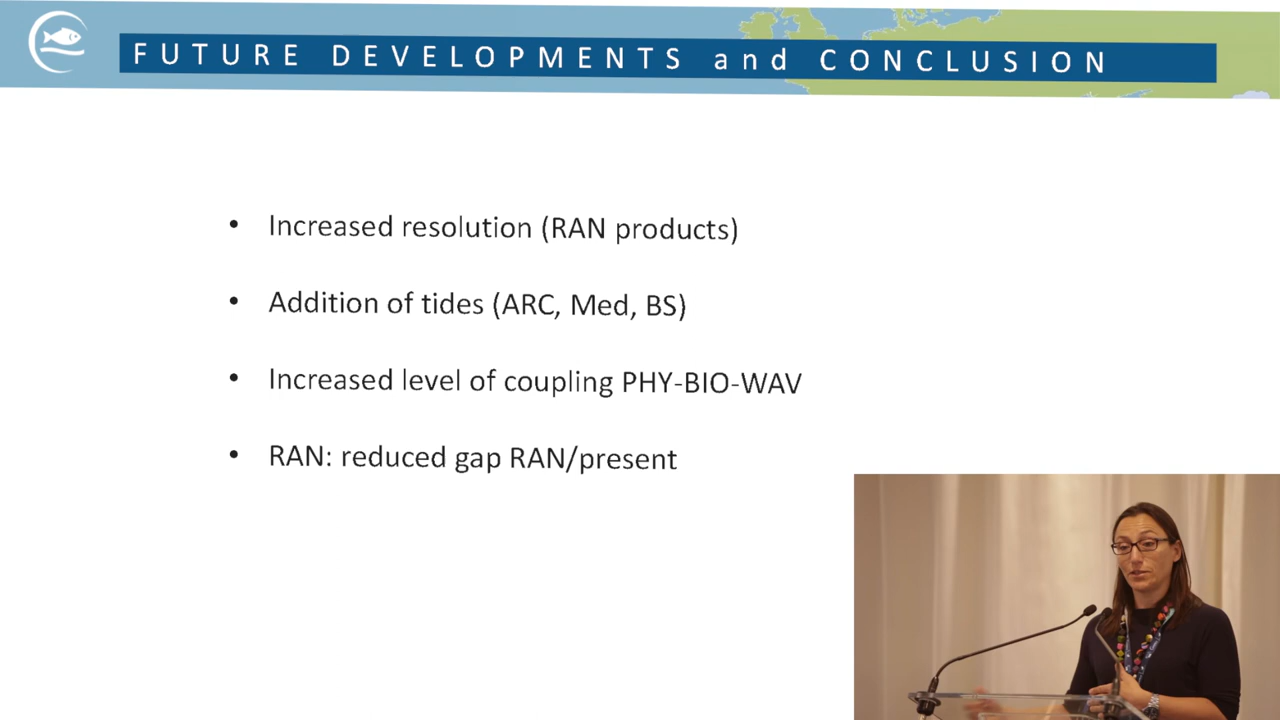 FUTURE DEVELOPMENTS and CONCLUSION
• Increased resolution (RAN products)
• Addition of tides (ARC, Med, BS)
• Increased level of coupling PHY-BIO-WAV
• RAN: reduced gap RAN/present